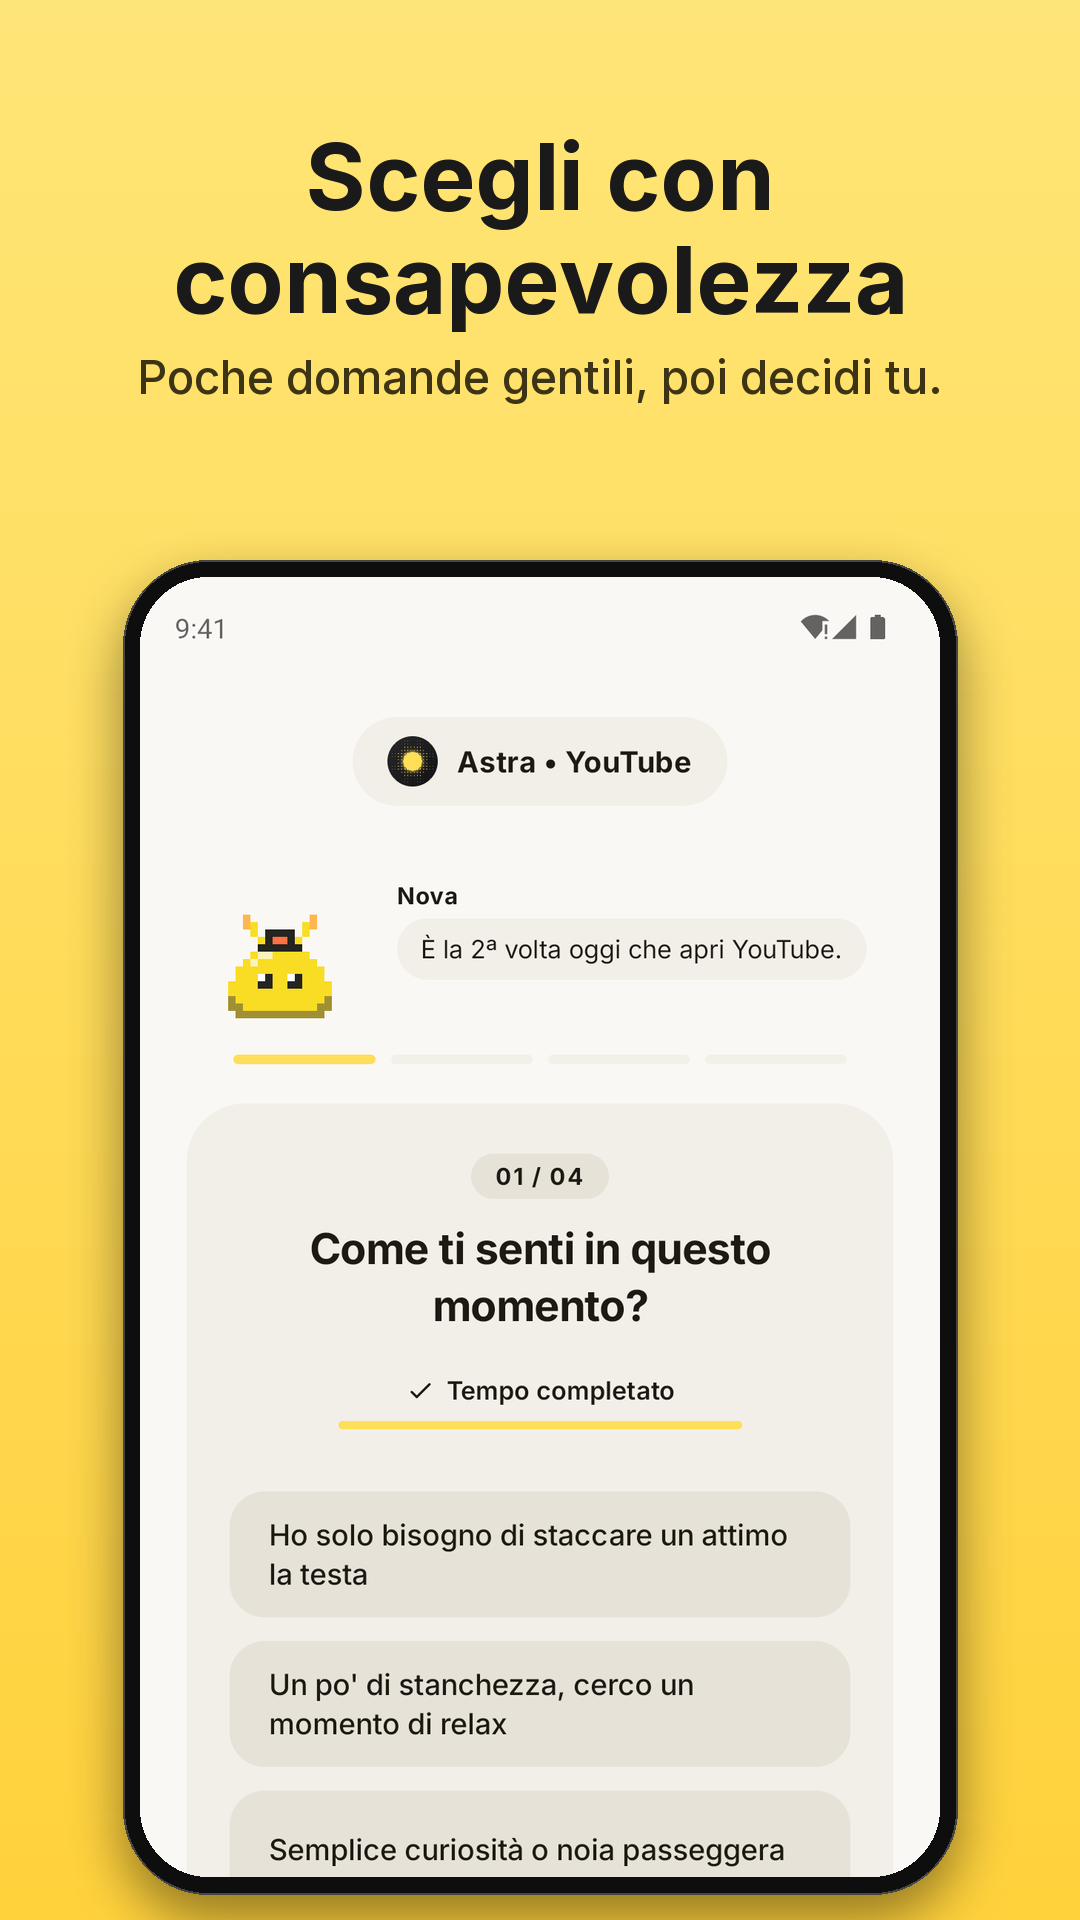 Scegli con
consapevolezza
Poche domande gentili, poi decidi tu.
9:41
Astra • YouTube
Nova
È la 2ª volta oggi che apri YouTube.
01 / 04
Come ti senti in questo
momento?
Tempo completato
Ho solo bisogno di staccare un attimo
la testa
Un po' di stanchezza, cerco un
momento di relax
Semplice curiosità o noia passeggera